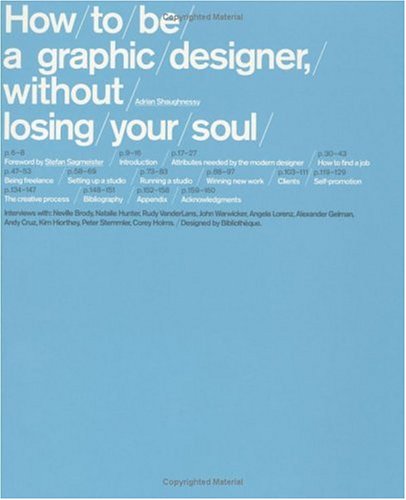 Copyrighted Material
How/to/be/
a graphic/designer,/
without/Adrian Shaughnessy
losing/your/soul/
p.6–8 p.9–16 p.17–27 p.30–43
Foreword by Stefan Sagmeister / Introduction / Attributes needed by the modern designer / How to find a job
p.47–53 p.58–69 p.73–83 p.88–97 p.103–111 p.119–129
Being freelance / Setting up a studio / Running a studio / Winning new work / Clients / Self-promotion
p.134–147 p.148–151 p.152–158 p.159–160
The creative process / Bibliography / Appendix / Acknowledgments
Interviews with: Neville Brody, Natalie Hunter, Rudy VanderLans, John Warwicker, Angela Lorenz, Alexander Gelman,
Andy Cruz, Kim Hiorthøy, Peter Stemmler, Corey Holms. / Designed by Bibliothèque.
Copyrighted Material